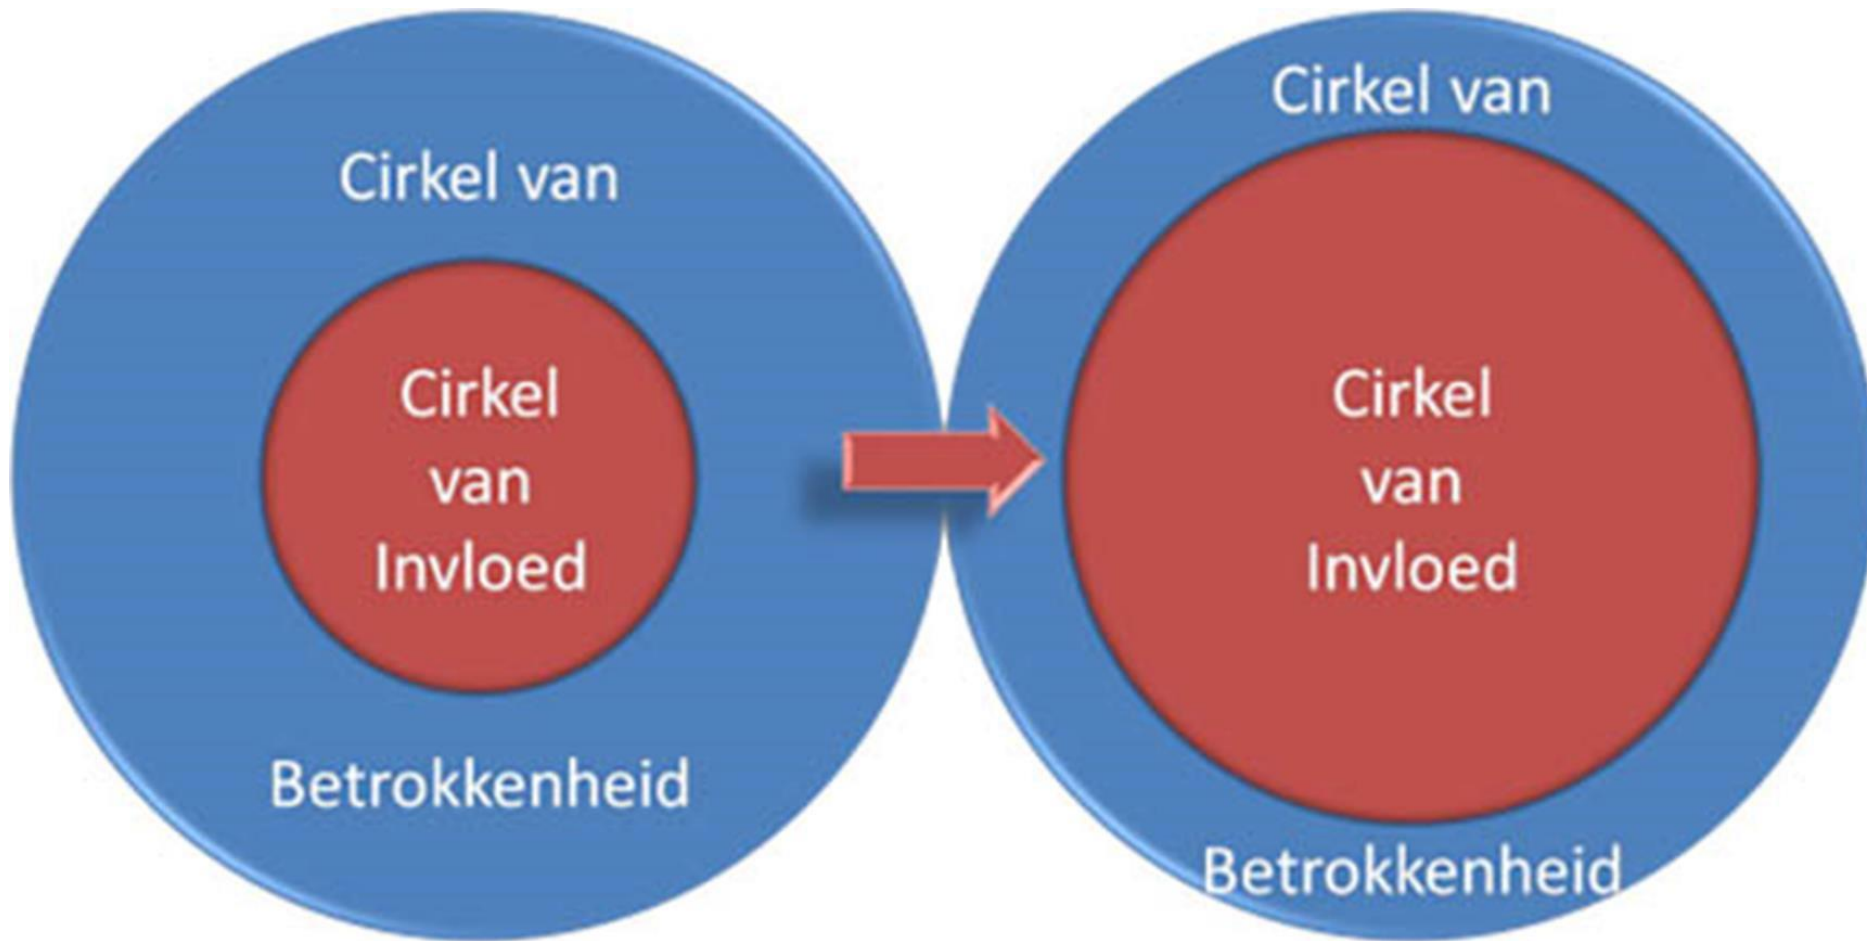 Cirkel van
Cirkel
van
Invloed
Betrokkenheid
Cirkel van
Cirkel
van
Invloed
Betrokkenheid